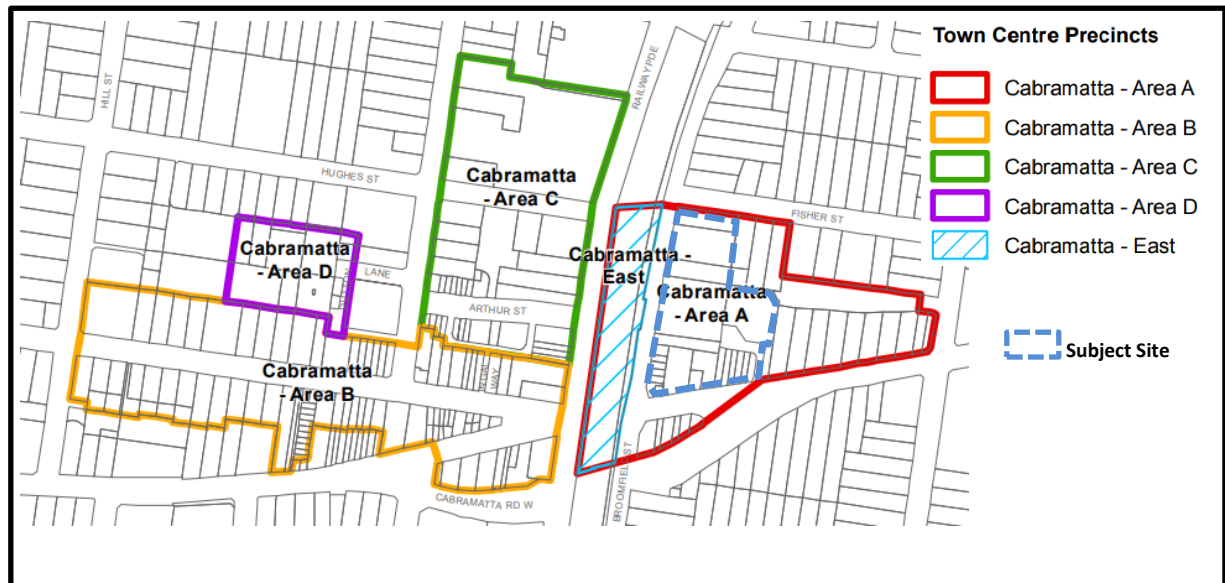 Town Centre Precincts
Cabramatta - Area A
Cabramatta - Area B
Cabramatta - Area C
Cabramatta - Area D
Cabramatta - East
Subject Site
HILL ST
RAILWAY PDE
HUGHES ST
Cabramatta
- Area C
FISHER ST
Cabramatta
- Area D
LANE
Cabramatta -
East
Cabramatta
- Area A
ARTHUR ST
Cabramatta
- Area B
WAY
CABRAMATTA RD W
BROOMFIELD ST